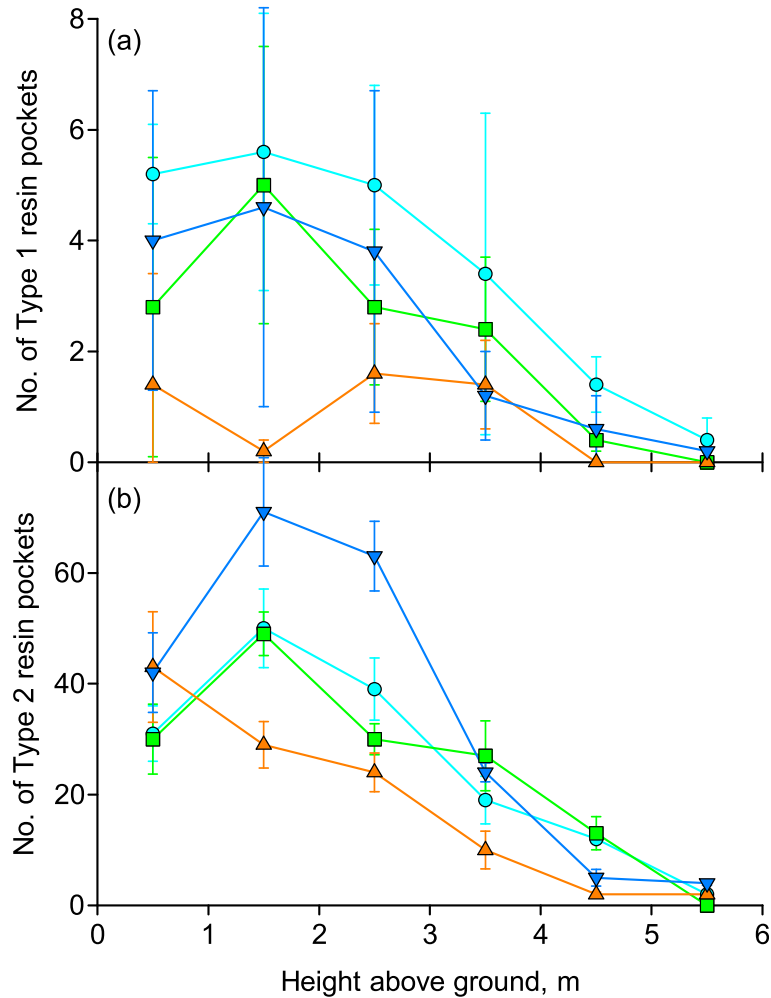 (a)
No. of Type 1 resin pockets
8
6
4
2
0
(b)
No. of Type 2 resin pockets
60
40
20
0
0 1 2 3 4 5 6
Height above ground, m